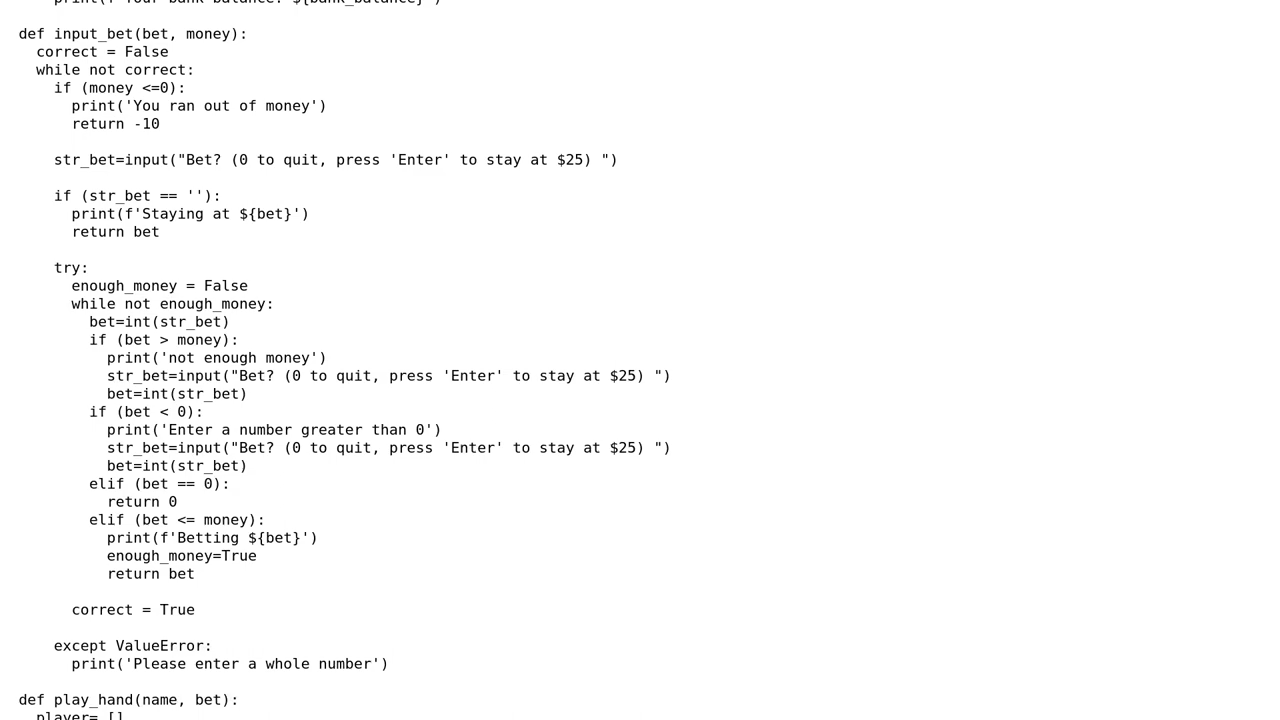 print(f'Your bank balance: ${bank_balance}')
def input_bet(bet, money):
  correct = False
  while not correct:
    if (money <=0):
      print('You ran out of money')
      return -10
    str_bet=input("Bet? (0 to quit, press 'Enter' to stay at $25) ")
    if (str_bet == ''):
      print(f'Staying at ${bet}')
      return bet
    try:
      enough_money = False
      while not enough_money:
        bet=int(str_bet)
        if (bet > money):
          print('not enough money')
          str_bet=input("Bet? (0 to quit, press 'Enter' to stay at $25) ")
          bet=int(str_bet)
        if (bet < 0):
          print('Enter a number greater than 0')
          str_bet=input("Bet? (0 to quit, press 'Enter' to stay at $25) ")
          bet=int(str_bet)
        elif (bet == 0):
          return 0
        elif (bet <= money):
          print(f'Betting ${bet}')
          enough_money=True
          return bet
      correct = True
    except ValueError:
      print('Please enter a whole number')
def play_hand(name, bet):
  player= []